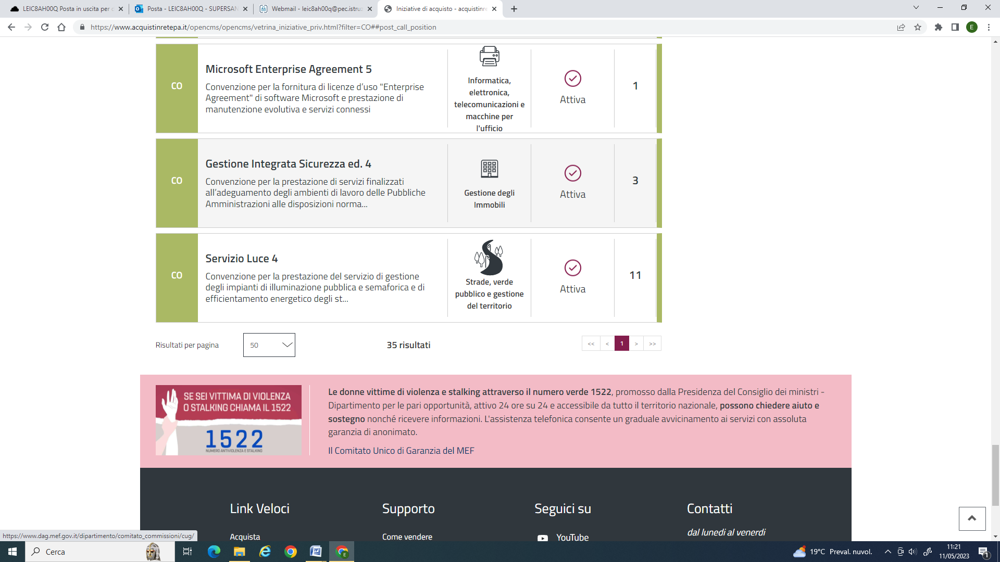 LEIC8AH00Q Posta in uscita per
Posta - LEIC8AH00Q - SUPERSAN
Webmail - leic8ah00q@pec.istru
Iniziative di acquisto - acquistinre
https://www.acquistinretepa.it/opencms/opencms/vetrina_iniziative_priv.html?filter=CO##post_call_position
E
CO
Microsoft Enterprise Agreement 5
Convenzione per la fornitura di licenze d’uso "Enterprise
Agreement" di software Microsoft e prestazione di
manutenzione evolutiva e servizi connessi
Informatica,
elettronica,
telecomunicazioni e
macchine per
l'ufficio
Attiva
1
CO
Gestione Integrata Sicurezza ed. 4
Convenzione per la prestazione di servizi finalizzati
all’adeguamento degli ambienti di lavoro delle Pubbliche
Amministrazioni alle disposizioni norma...
Gestione degli
Immobili
Attiva
3
CO
Servizio Luce 4
Convenzione per la prestazione del servizio di gestione
degli impianti di illuminazione pubblica e semaforica e di
efficientamento energetico degli st...
Strade, verde
pubblico e gestione
del territorio
Attiva
11
Risultati per pagina
50
35 risultati
<< < 1 > >>
SE SEI VITTIMA DI VIOLENZA
O STALKING CHIAMA IL 1522
1522
NUMERO ANTIVIOLENZA E STALKING
Le donne vittime di violenza e stalking attraverso il numero verde 1522, promosso dalla Presidenza del Consiglio dei ministri -
Dipartimento per le pari opportunità, attivo 24 ore su 24 e accessibile da tutto il territorio nazionale, possono chiedere aiuto e
sostegno nonché ricevere informazioni. L'assistenza telefonica consente un graduale avvicinamento ai servizi con assoluta
garanzia di anonimato.
Il Comitato Unico di Garanzia del MEF
Link Veloci
Supporto
Seguici su
Contatti
Acquista
Come vendere
YouTube
dal lunedì al venerdì
https://www.dag.mef.gov.it/dipartimento/comitato_commissioni/cug/
Cerca
19°C Preval. nuvol.
11:21
11/05/2023
1